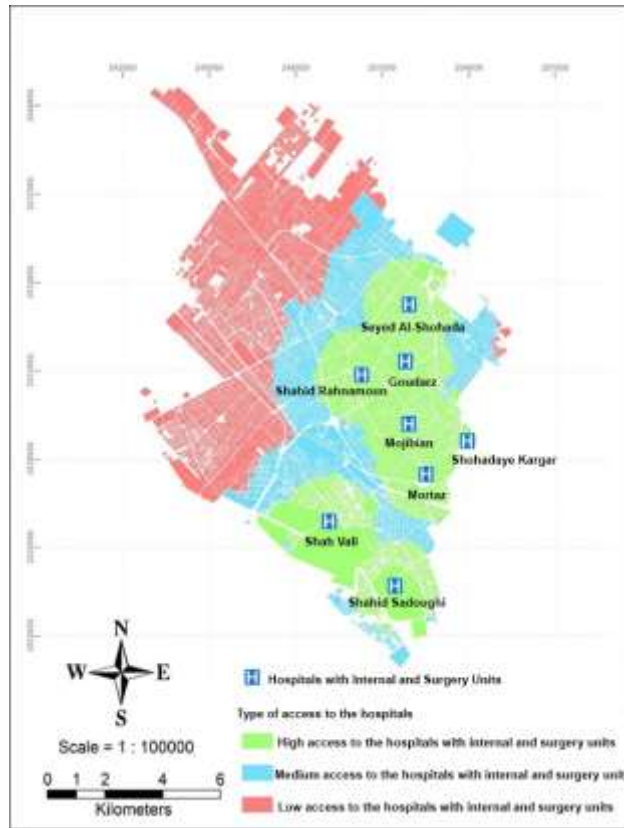 Seyed Al-Shohada
Goudarz
Shahid Rahnamoon
Mojibian
Shohadaye Kargar
Mortaz
Shah Vali
Shahid Sadoughi
N
W E
S
H Hospitals with Internal and Surgery Units
Type of access to the hospitals
Scale = 1 : 100000
High access to the hospitals with internal and surgery units
Medium access to the hospitals with internal and surgery unit
0 1 2 4 6
Low access to the hospitals with internal and surgery units
Kilometers